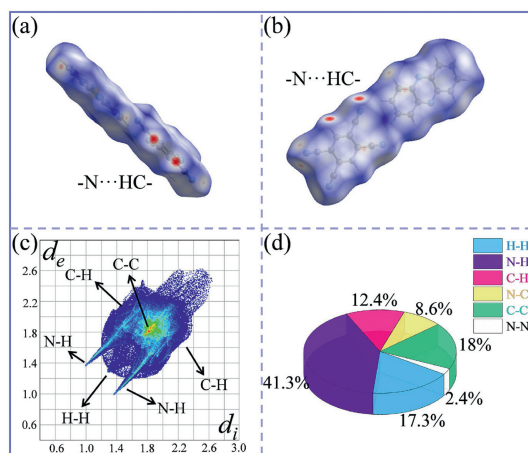 (a)
-N···HC-
(b)
-N···HC-
(c)
de
C-H
C-C
N-H
H-H
N-H
C-H
di
2.6
2.2
1.8
1.4
1.0
0.6
0.6 1.0 1.4 1.8 2.2 2.6 3.0
(d)
H-H
N-H
C-H
N-C
C-C
N-N
12.4%
8.6%
18%
2.4%
17.3%
41.3%